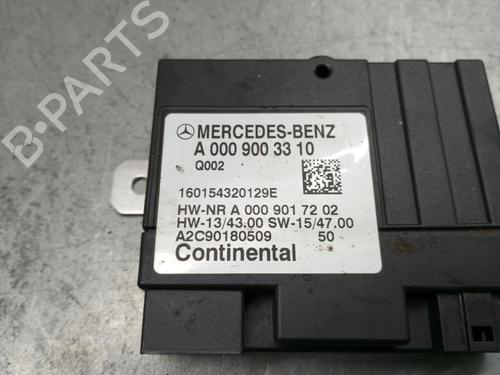 MERCEDES-BENZ
A 000 900 33 10
Q002
160154320129E
HW-NR A 000 901 72 02
HW-13/43.00 SW-15/47.00
A2C90180509 50
Continental
B-PARTS